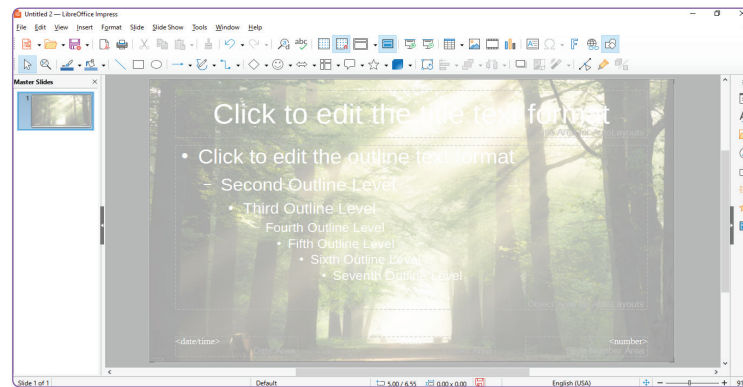 Untitled 2 — LibreOffice Impress
File Edit View Insert Format Slide Slide Show Tools Window Help
Master Slides
1
Click to edit the title text format
• Click to edit the outline text format
– Second Outline Level
• Third Outline Level
Fourth Outline Level
• Fifth Outline Level
• Sixth Outline Level
• Seventh Outline Level
<date/time>
<number>
Slide 1 of 1
Default
5.00 / 6.55
0.00 x 0.00
English (USA)